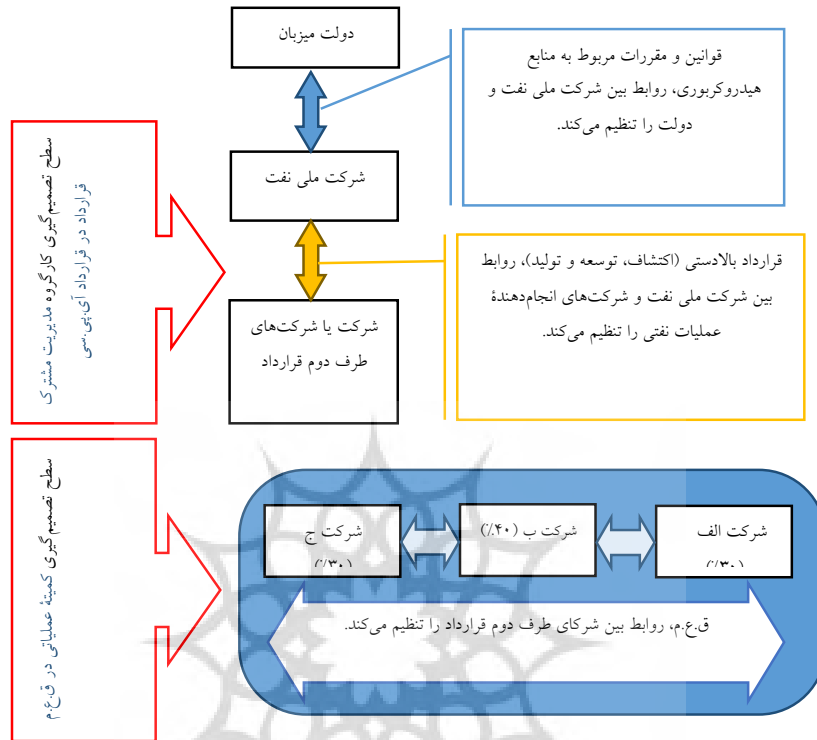 دولت میزبان
قوانین و مقررات مربوط به منابع
هیدروکربوری، روابط بین شرکت ملی نفت و
دولت را تنظیم می‌کند.
شرکت ملی نفت
سطح تصمیم‌گیری کارگروه مدیریت مشترک
قرارداد در قرارداد آی.پی.سی
قرارداد بالادستی (اکتشاف، توسعه و تولید)، روابط
بین شرکت ملی نفت و شرکت‌های انجام‌دهندهٔ
عملیات نفتی را تنظیم می‌کند.
شرکت یا شرکت‌های
طرف دوم قرارداد
سطح تصمیم‌گیری کمیتهٔ عملیاتی در ق.ع.م
شرکت الف
(۳۰٪)
شرکت ب (۴۰٪)
شرکت ج
(۳۰٪)
ق.ع.م، روابط بین شرکای طرف دوم قرارداد را تنظیم می‌کند.